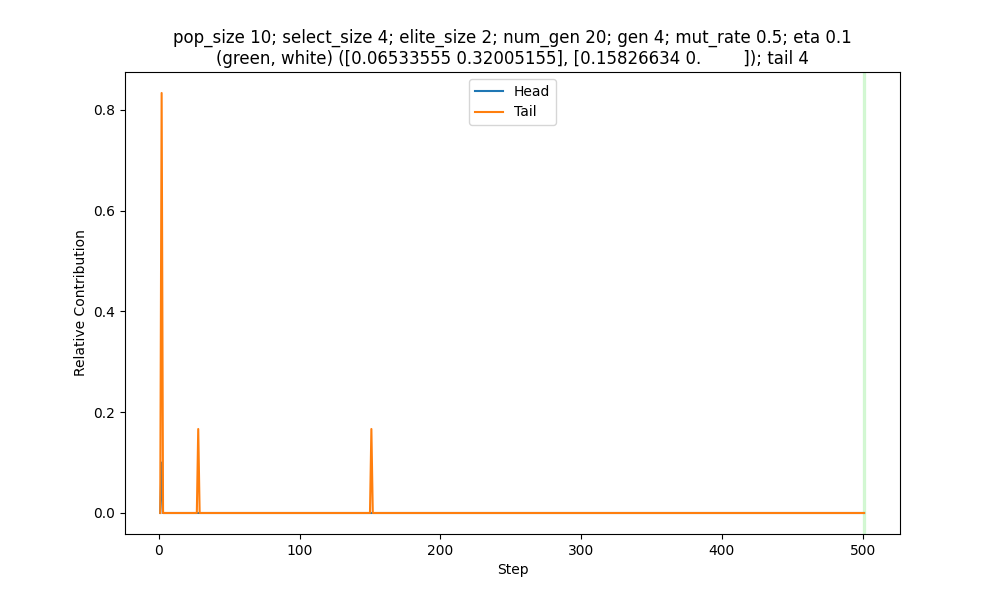 pop_size 10; select_size 4; elite_size 2; num_gen 20; gen 4; mut_rate 0.5; eta 0.1
(green, white) ([0.06533555 0.32005155], [0.15826634 0.        ]); tail 4
Head
Tail
0.8
0.6
0.4
0.2
0.0
Relative Contribution
0
100
200
300
400
500
Step